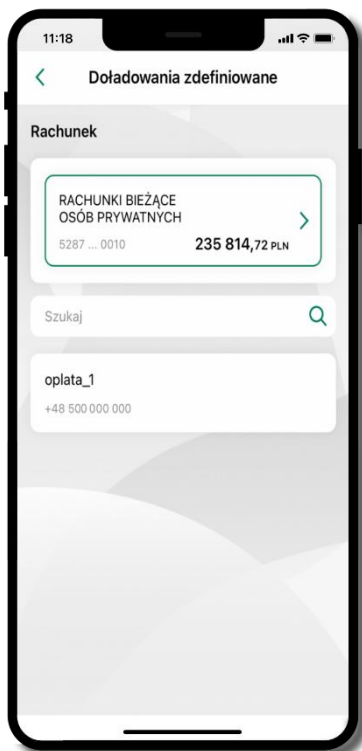 11:18
Doładowania zdefiniowane
Rachunek
RACHUNKI BIEŻĄCE
OSÓB PRYWATNYCH
5287 ... 0010 235 814,72 PLN
Szukaj
oplata_1
+48 500 000 000